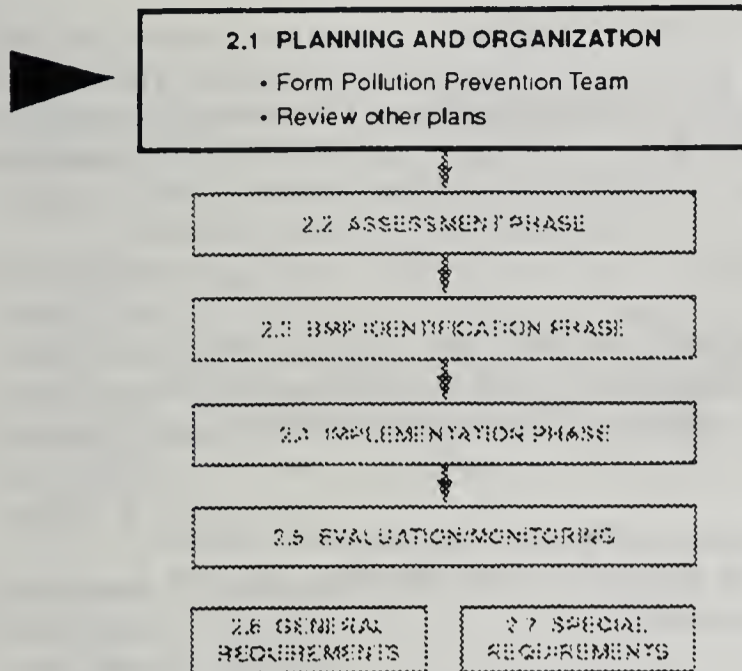 2.1 PLANNING AND ORGANIZATION
• Form Pollution Prevention Team
• Review other plans
2.2 ASSESSMENT PHASE
2.3 BMP IDENTIFICATION PHASE
2.4 IMPLEMENTATION PHASE
2.5 EVALUATION/MONITORING
2.6 GENERAL
REQUIREMENTS
2.7 SPECIAL
REQUIREMENTS